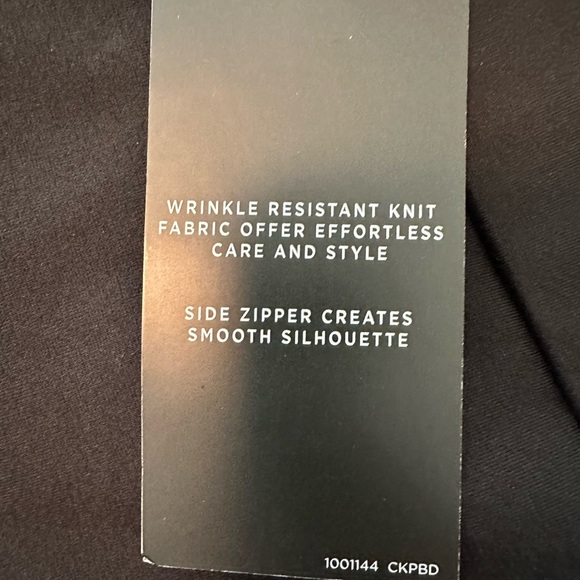 WRINKLE RESISTANT KNIT
FABRIC OFFER EFFORTLESS
CARE AND STYLE
SIDE ZIPPER CREATES
SMOOTH SILHOUETTE
1001144 CKPBD